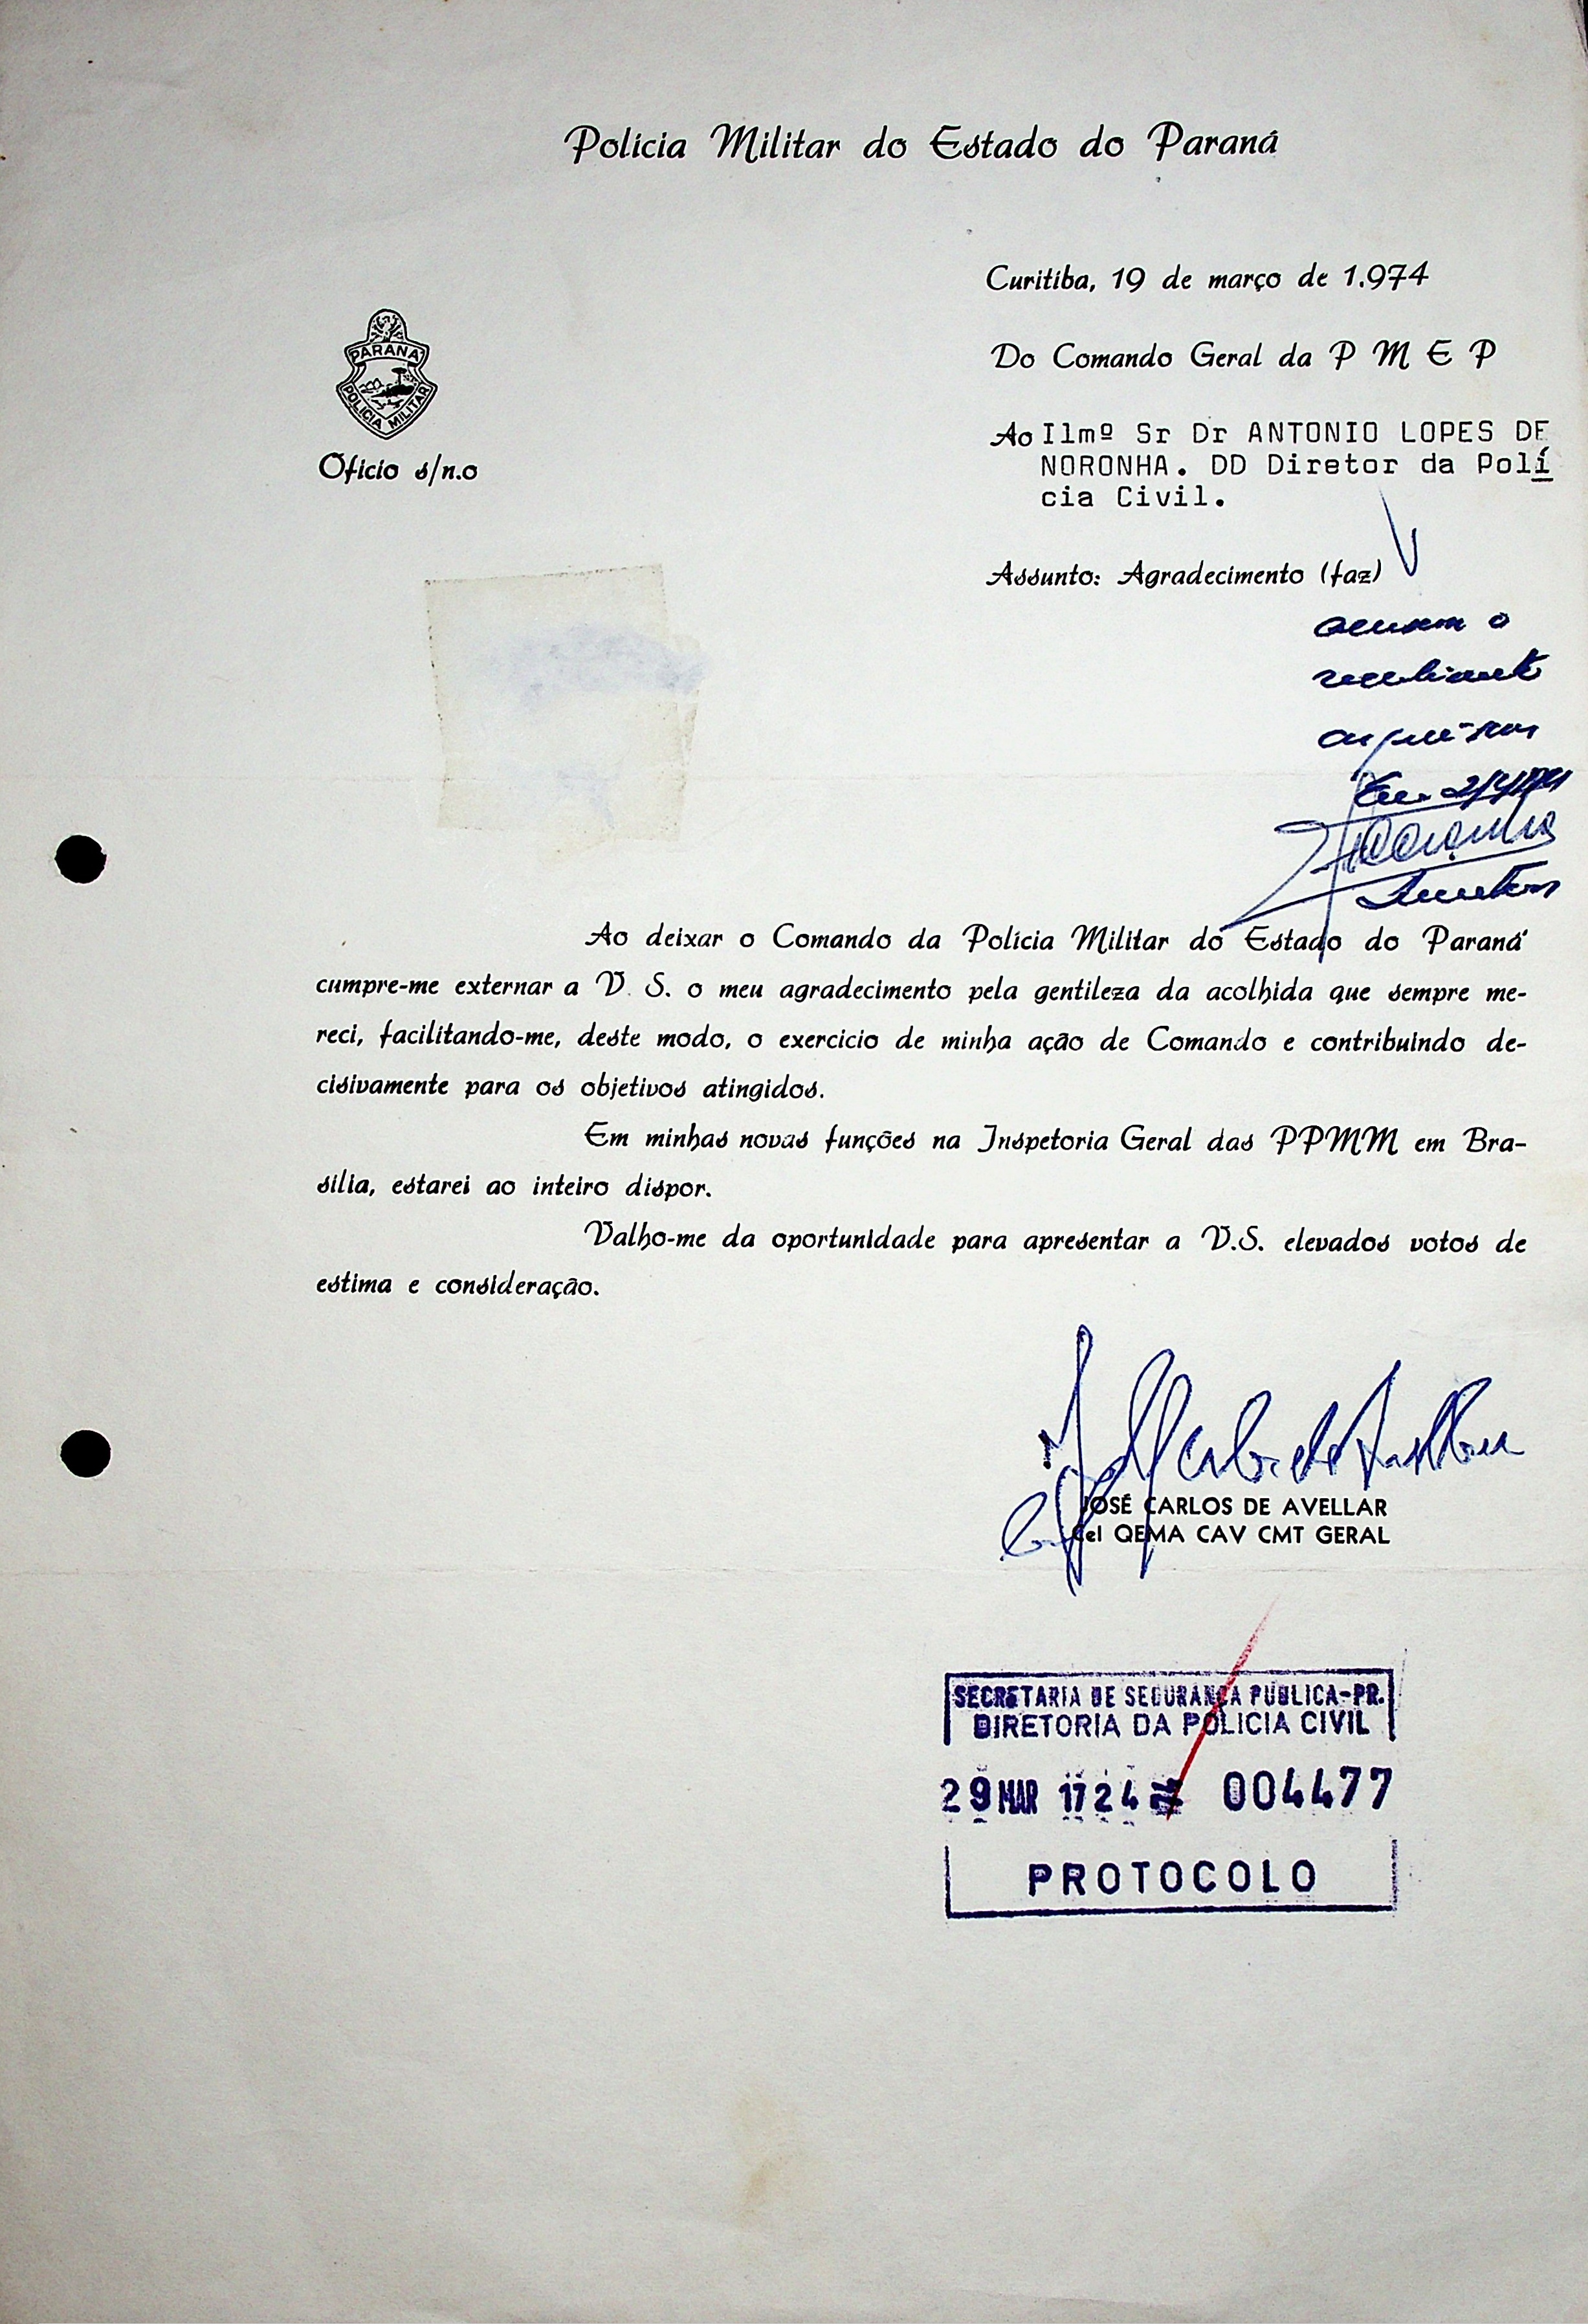 Polícia Militar do Estado do Paraná
Curitiba, 19 de março de 1.974
PARANÁ
POLICIA MILITAR
Ofício s/n.o
Do Comando Geral da P M E P
Ao Ilmº Sr Dr ANTONIO LOPES DE
NORONHA. DD Diretor da Polí
cia Civil.
Assunto: Agradecimento (faz)
Ao deixar o Comando da Polícia Militar do Estado do Paraná
cumpre-me externar a V. S. o meu agradecimento pela gentileza da acolhida que sempre me-
reci, facilitando-me, deste modo, o exercício de minha ação de Comando e contribuindo de-
cisivamente para os objetivos atingidos.
Em minhas novas funções na Inspetoria Geral das PPMM em Bra-
sília, estarei ao inteiro dispor.
Valho-me da oportunidade para apresentar a V.S. elevados votos de
estima e consideração.
JOSÉ CARLOS DE AVELLAR
Cel QEMA CAV CMT GERAL
SECRETARIA DE SEGURANÇA PUBLICA-PR.
DIRETORIA DA POLICIA CIVIL
29 MAR 17 24 004477
PROTOCOLO